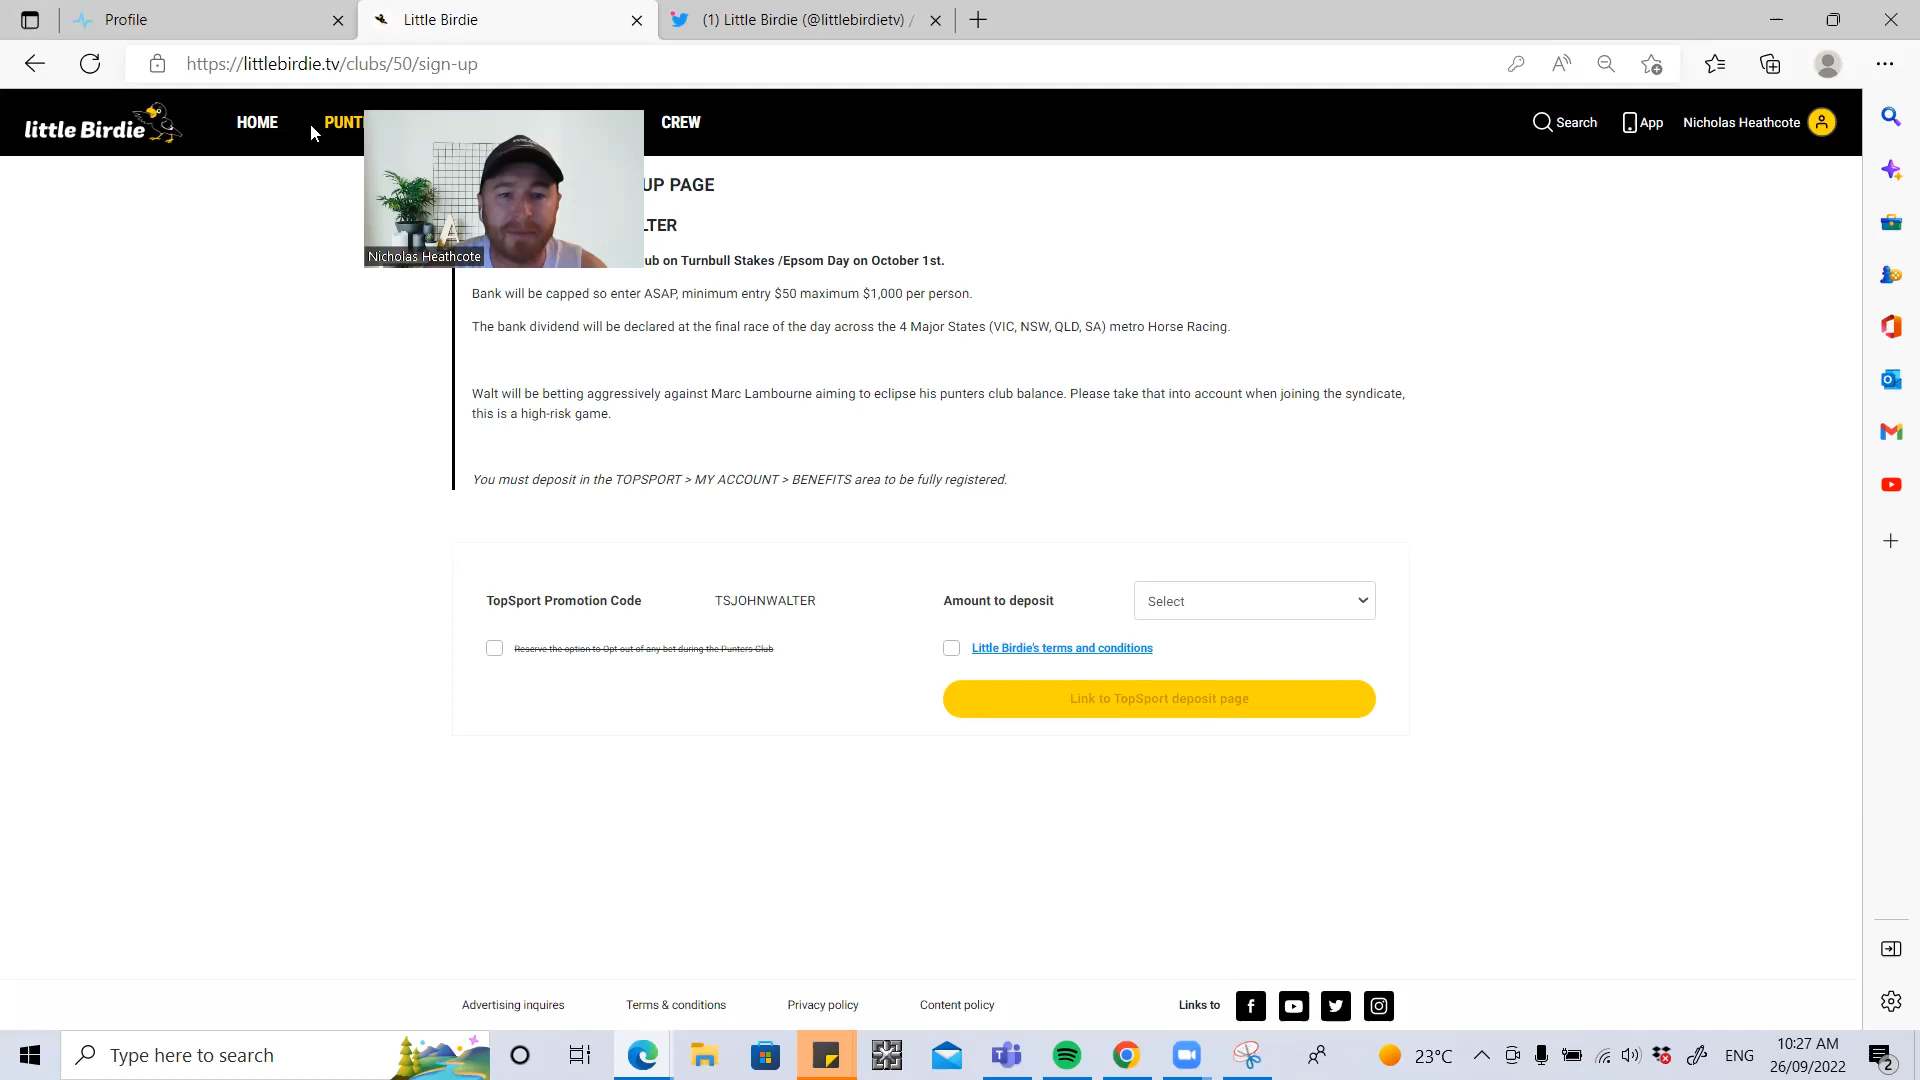 Profile
Little Birdie
(1) Little Birdie (@littlebirdietv) /
https://littlebirdie.tv/clubs/50/sign-up
little Birdie
HOME
PUNT
CREW
Search
App
Nicholas Heathcote
UP PAGE
LTER
Nicholas Heathcote
ub on Turnbull Stakes /Epsom Day on October 1st.
Bank will be capped so enter ASAP, minimum entry $50 maximum $1,000 per person.
The bank dividend will be declared at the final race of the day across the 4 Major States (VIC, NSW, QLD, SA) metro Horse Racing.
Walt will be betting aggressively against Marc Lambourne aiming to eclipse his punters club balance. Please take that into account when joining the syndicate,
this is a high-risk game.
You must deposit in the TOPSPORT > MY ACCOUNT > BENEFITS area to be fully registered.
TopSport Promotion Code
TSJOHNWALTER
Amount to deposit
Select
Reserve the option to Opt out of any bet during the Punters Club
Little Birdie's terms and conditions
Link to TopSport deposit page
Advertising inquires
Terms & conditions
Privacy policy
Content policy
Links to
Type here to search
23°C
ENG
10:27 AM
26/09/2022
2